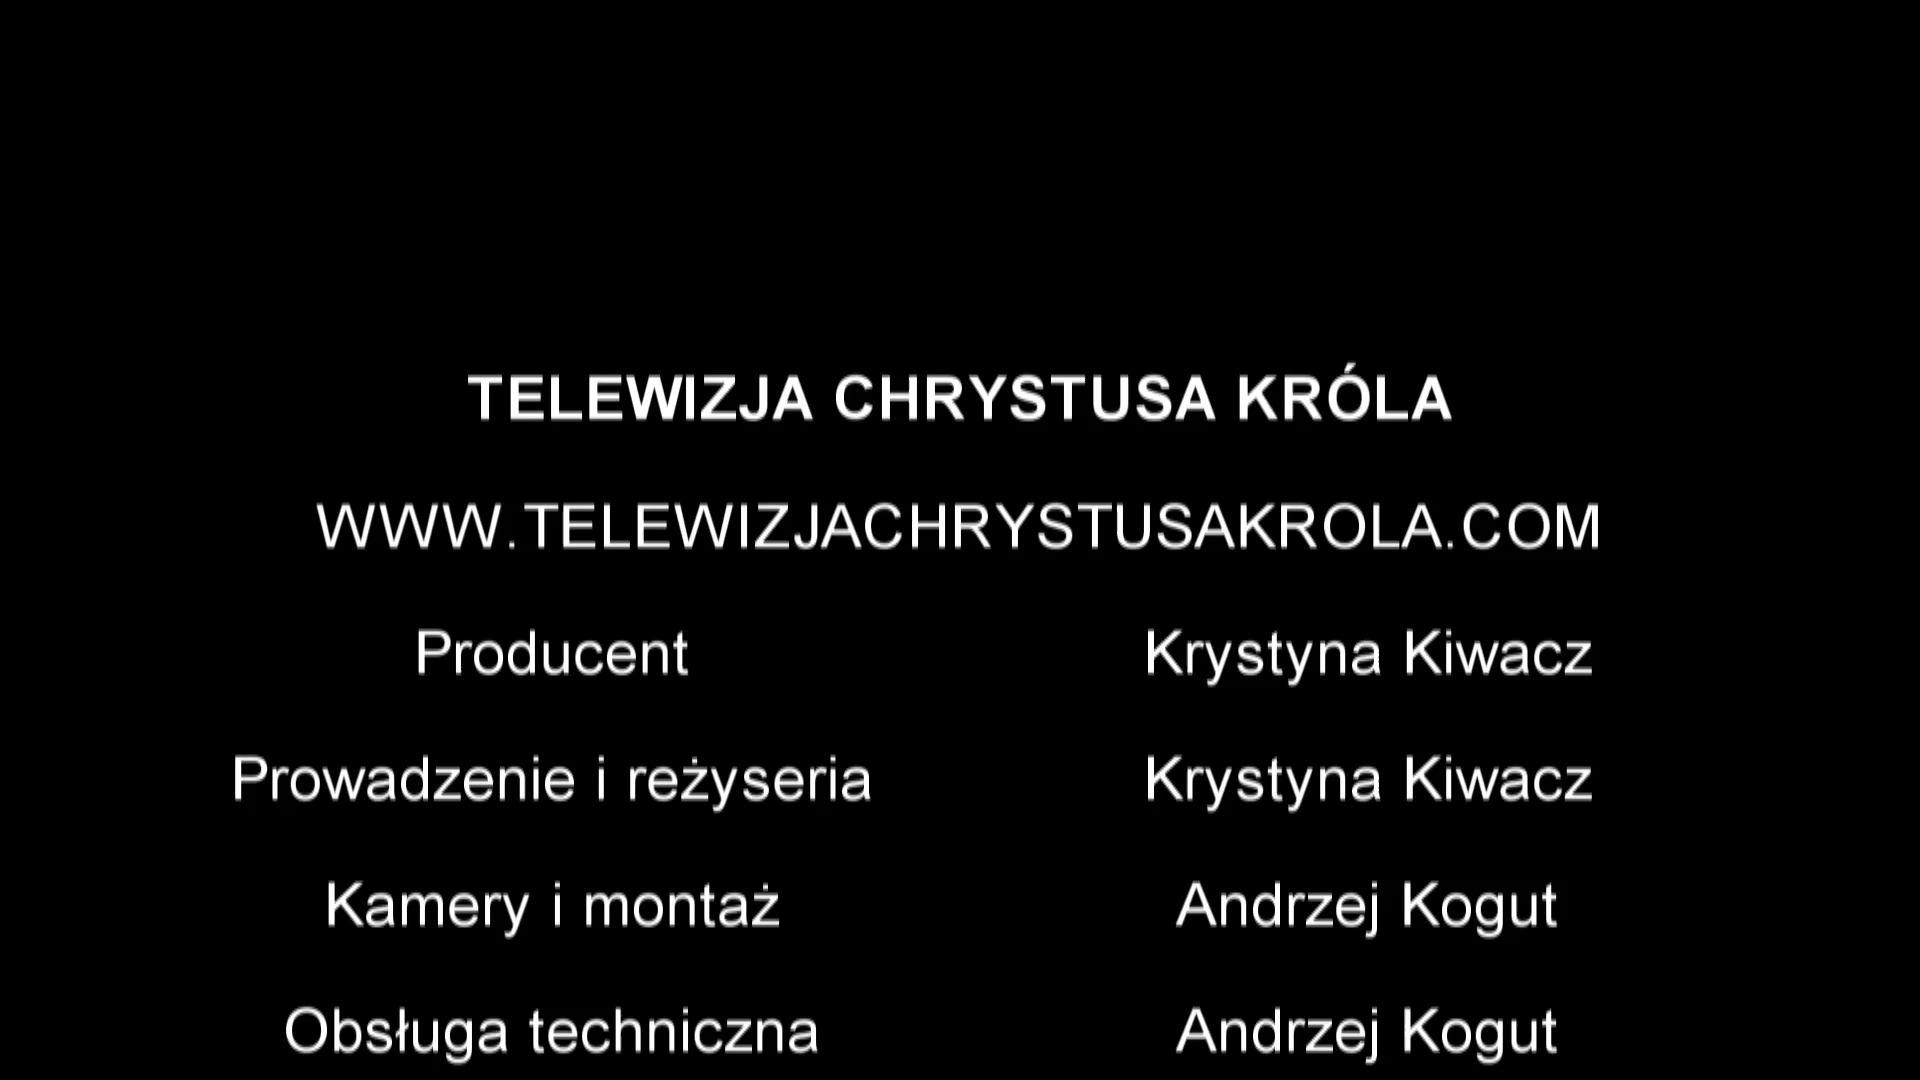 TELEWIZJA CHRYSTUSA KRÓLA
WWW.TELEWIZJACHRYSTUSAKROLA.COM
Producent Krystyna Kiwacz
Prowadzenie i reżyseria Krystyna Kiwacz
Kamery i montaż Andrzej Kogut
Obsługa techniczna Andrzej Kogut